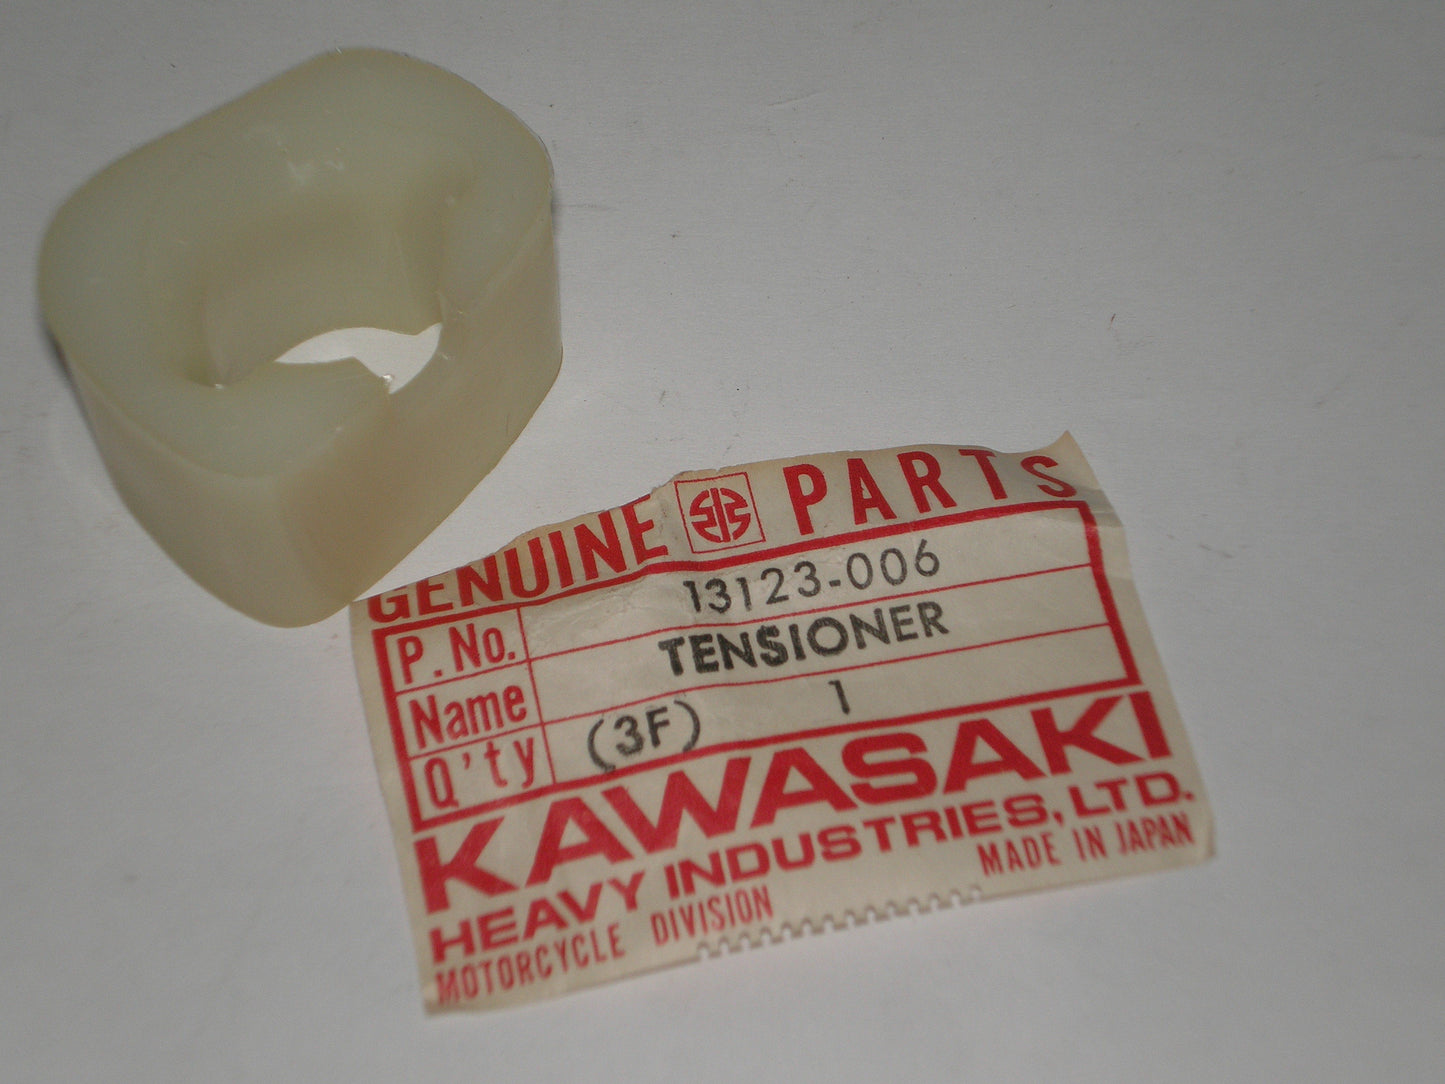 GENUINE PARTS
P. No. 13123-006
Name TENSIONER
Q'ty (3F) 1
KAWASAKI
HEAVY INDUSTRIES, LTD.
MOTORCYCLE DIVISION MADE IN JAPAN